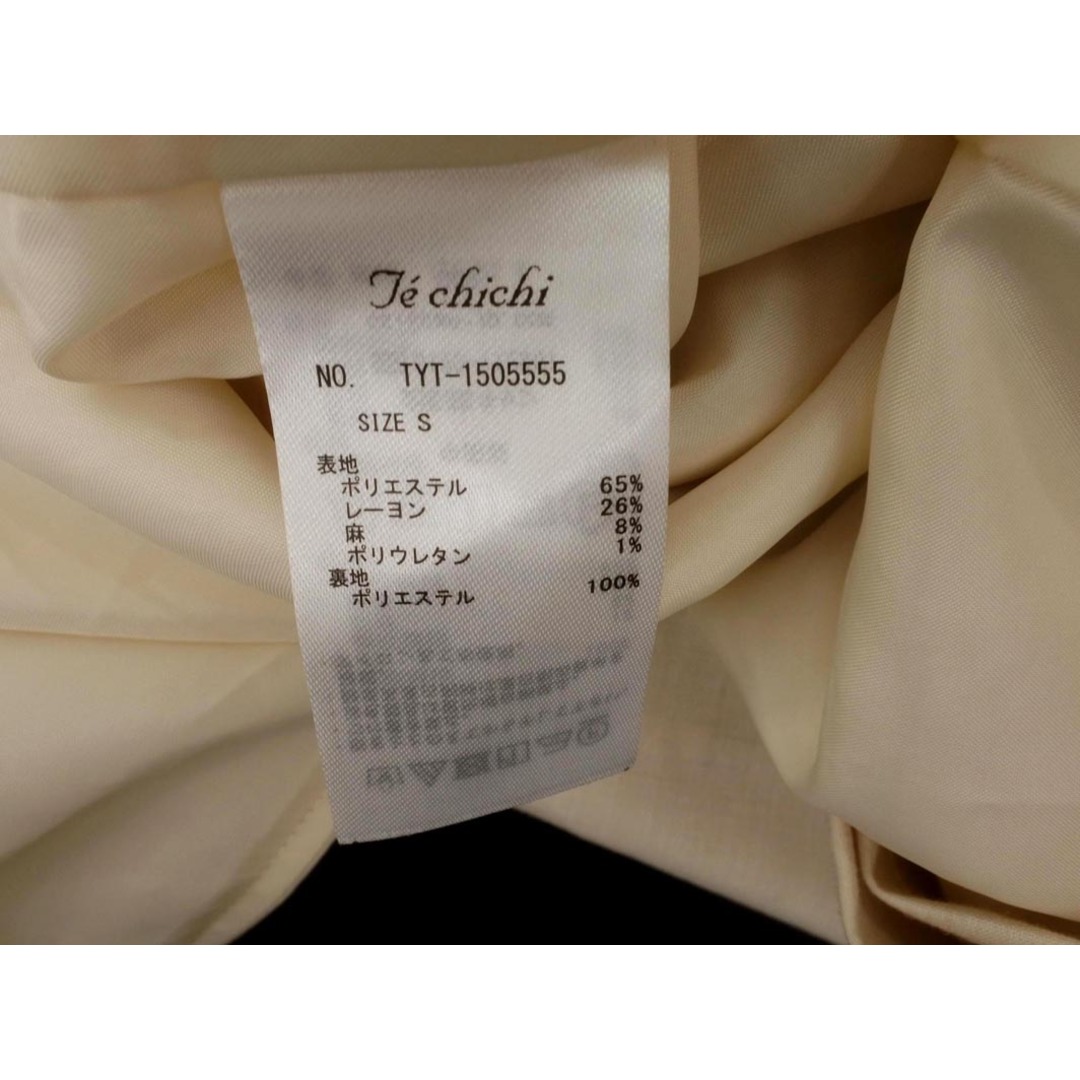 Té chichi
NO. TYT-1505555
SIZE S
表地
ポリエステル 65%
レーヨン 26%
麻 8%
ポリウレタン 1%
裏地
ポリエステル 100%